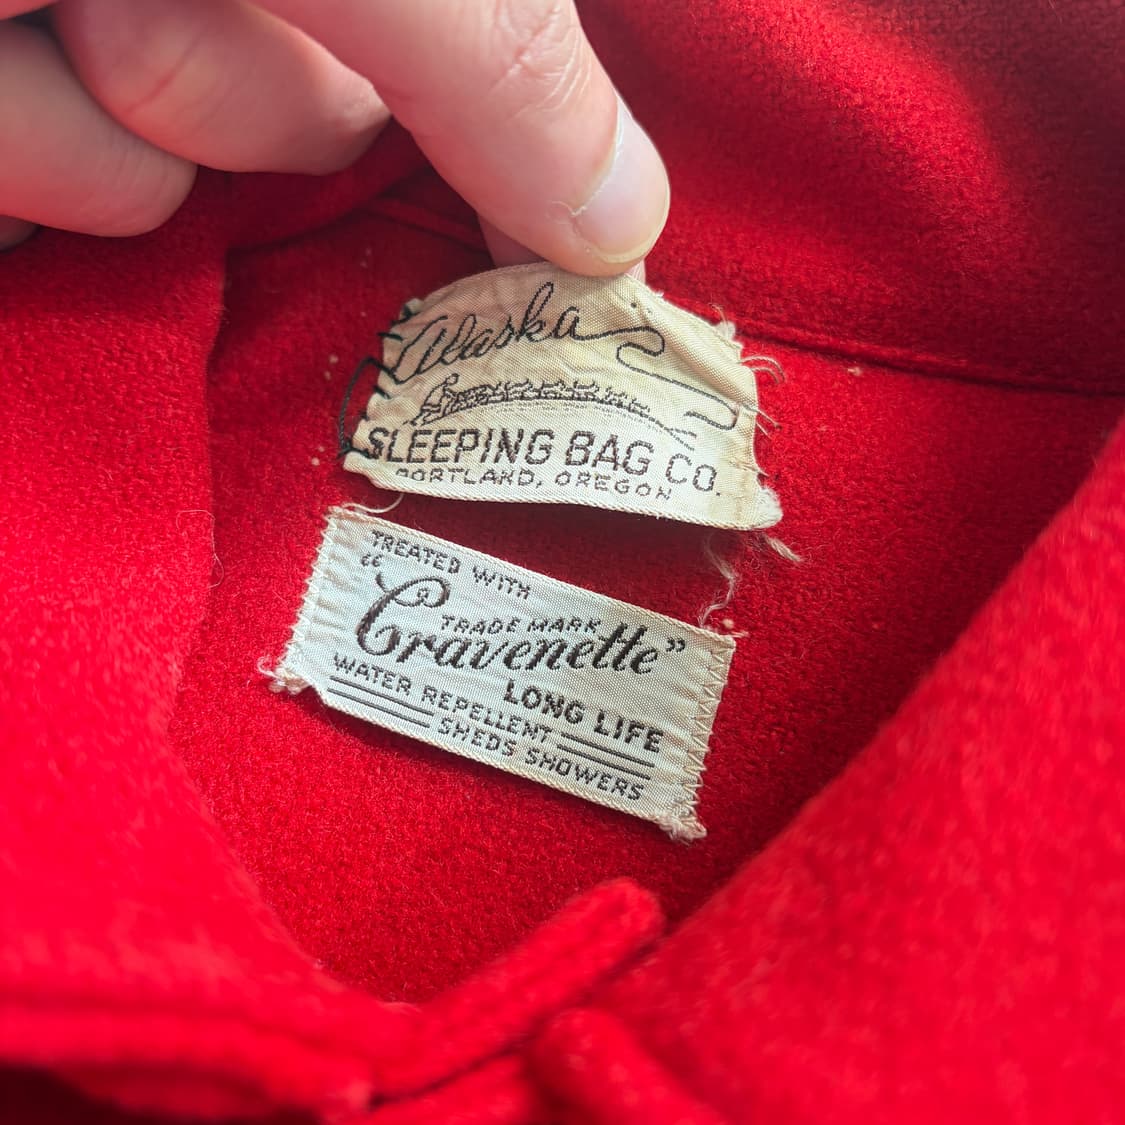 Alaska
SLEEPING BAG CO.
PORTLAND, OREGON
TREATED WITH
"Cravenette"
TRADE MARK
LONG LIFE
WATER REPELLENT
SHEDS SHOWERS